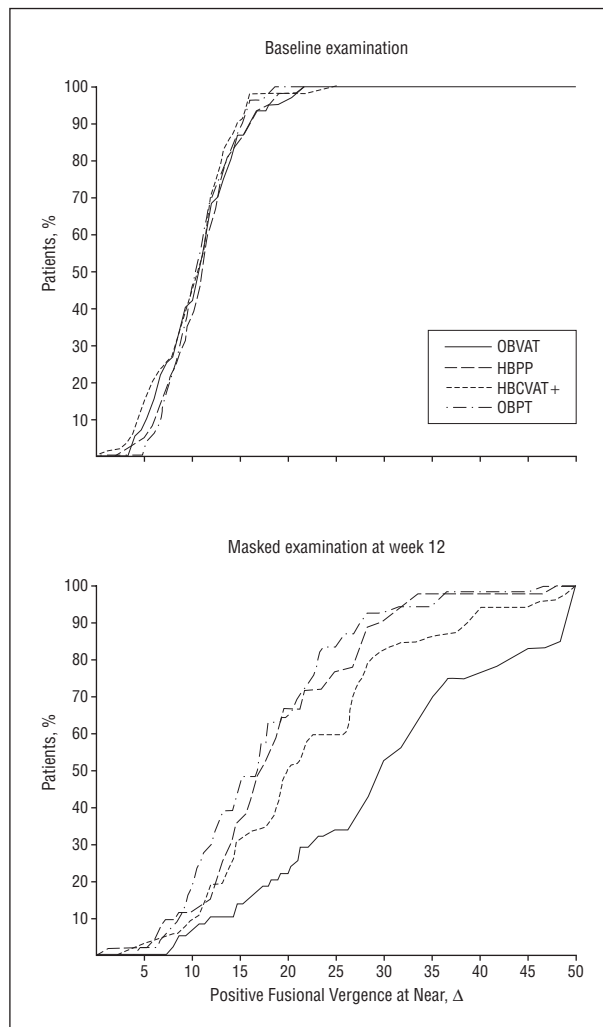 Baseline examination
100
90
80
70
60
50
40
30
20
10
Patients, %
OBVAT
HBPP
HBCVAT+
OBPT
Masked examination at week 12
100
90
80
70
60
50
40
30
20
10
Patients, %
5 10 15 20 25 30 35 40 45 50
Positive Fusional Vergence at Near, Δ